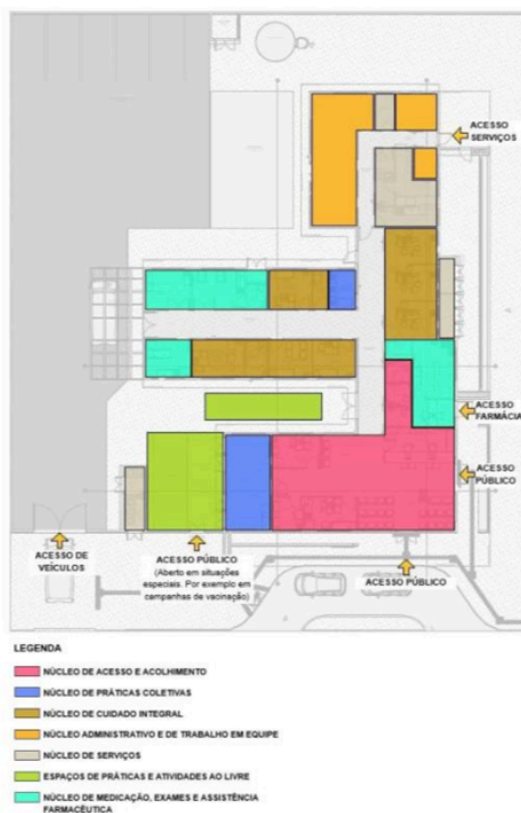 ACESSO
SERVIÇOS
ACESSO
FARMÁCIA
ACESSO
PÚBLICO
ACESSO DE
VEÍCULOS
ACESSO PÚBLICO
(Aberto em situações
especiais. Por exemplo em
campanhas de vacinação)
ACESSO PÚBLICO
LEGENDA
NÚCLEO DE ACESSO E ACOLHIMENTO
NÚCLEO DE PRÁTICAS COLETIVAS
NÚCLEO DE CUIDADO INTEGRAL
NÚCLEO ADMINISTRATIVO E DE TRABALHO EM EQUIPE
NÚCLEO DE SERVIÇOS
ESPAÇOS DE PRÁTICAS E ATIVIDADES AO LIVRE
NÚCLEO DE MEDICAÇÃO, EXAMES E ASSISTÊNCIA
FARMACÊUTICA